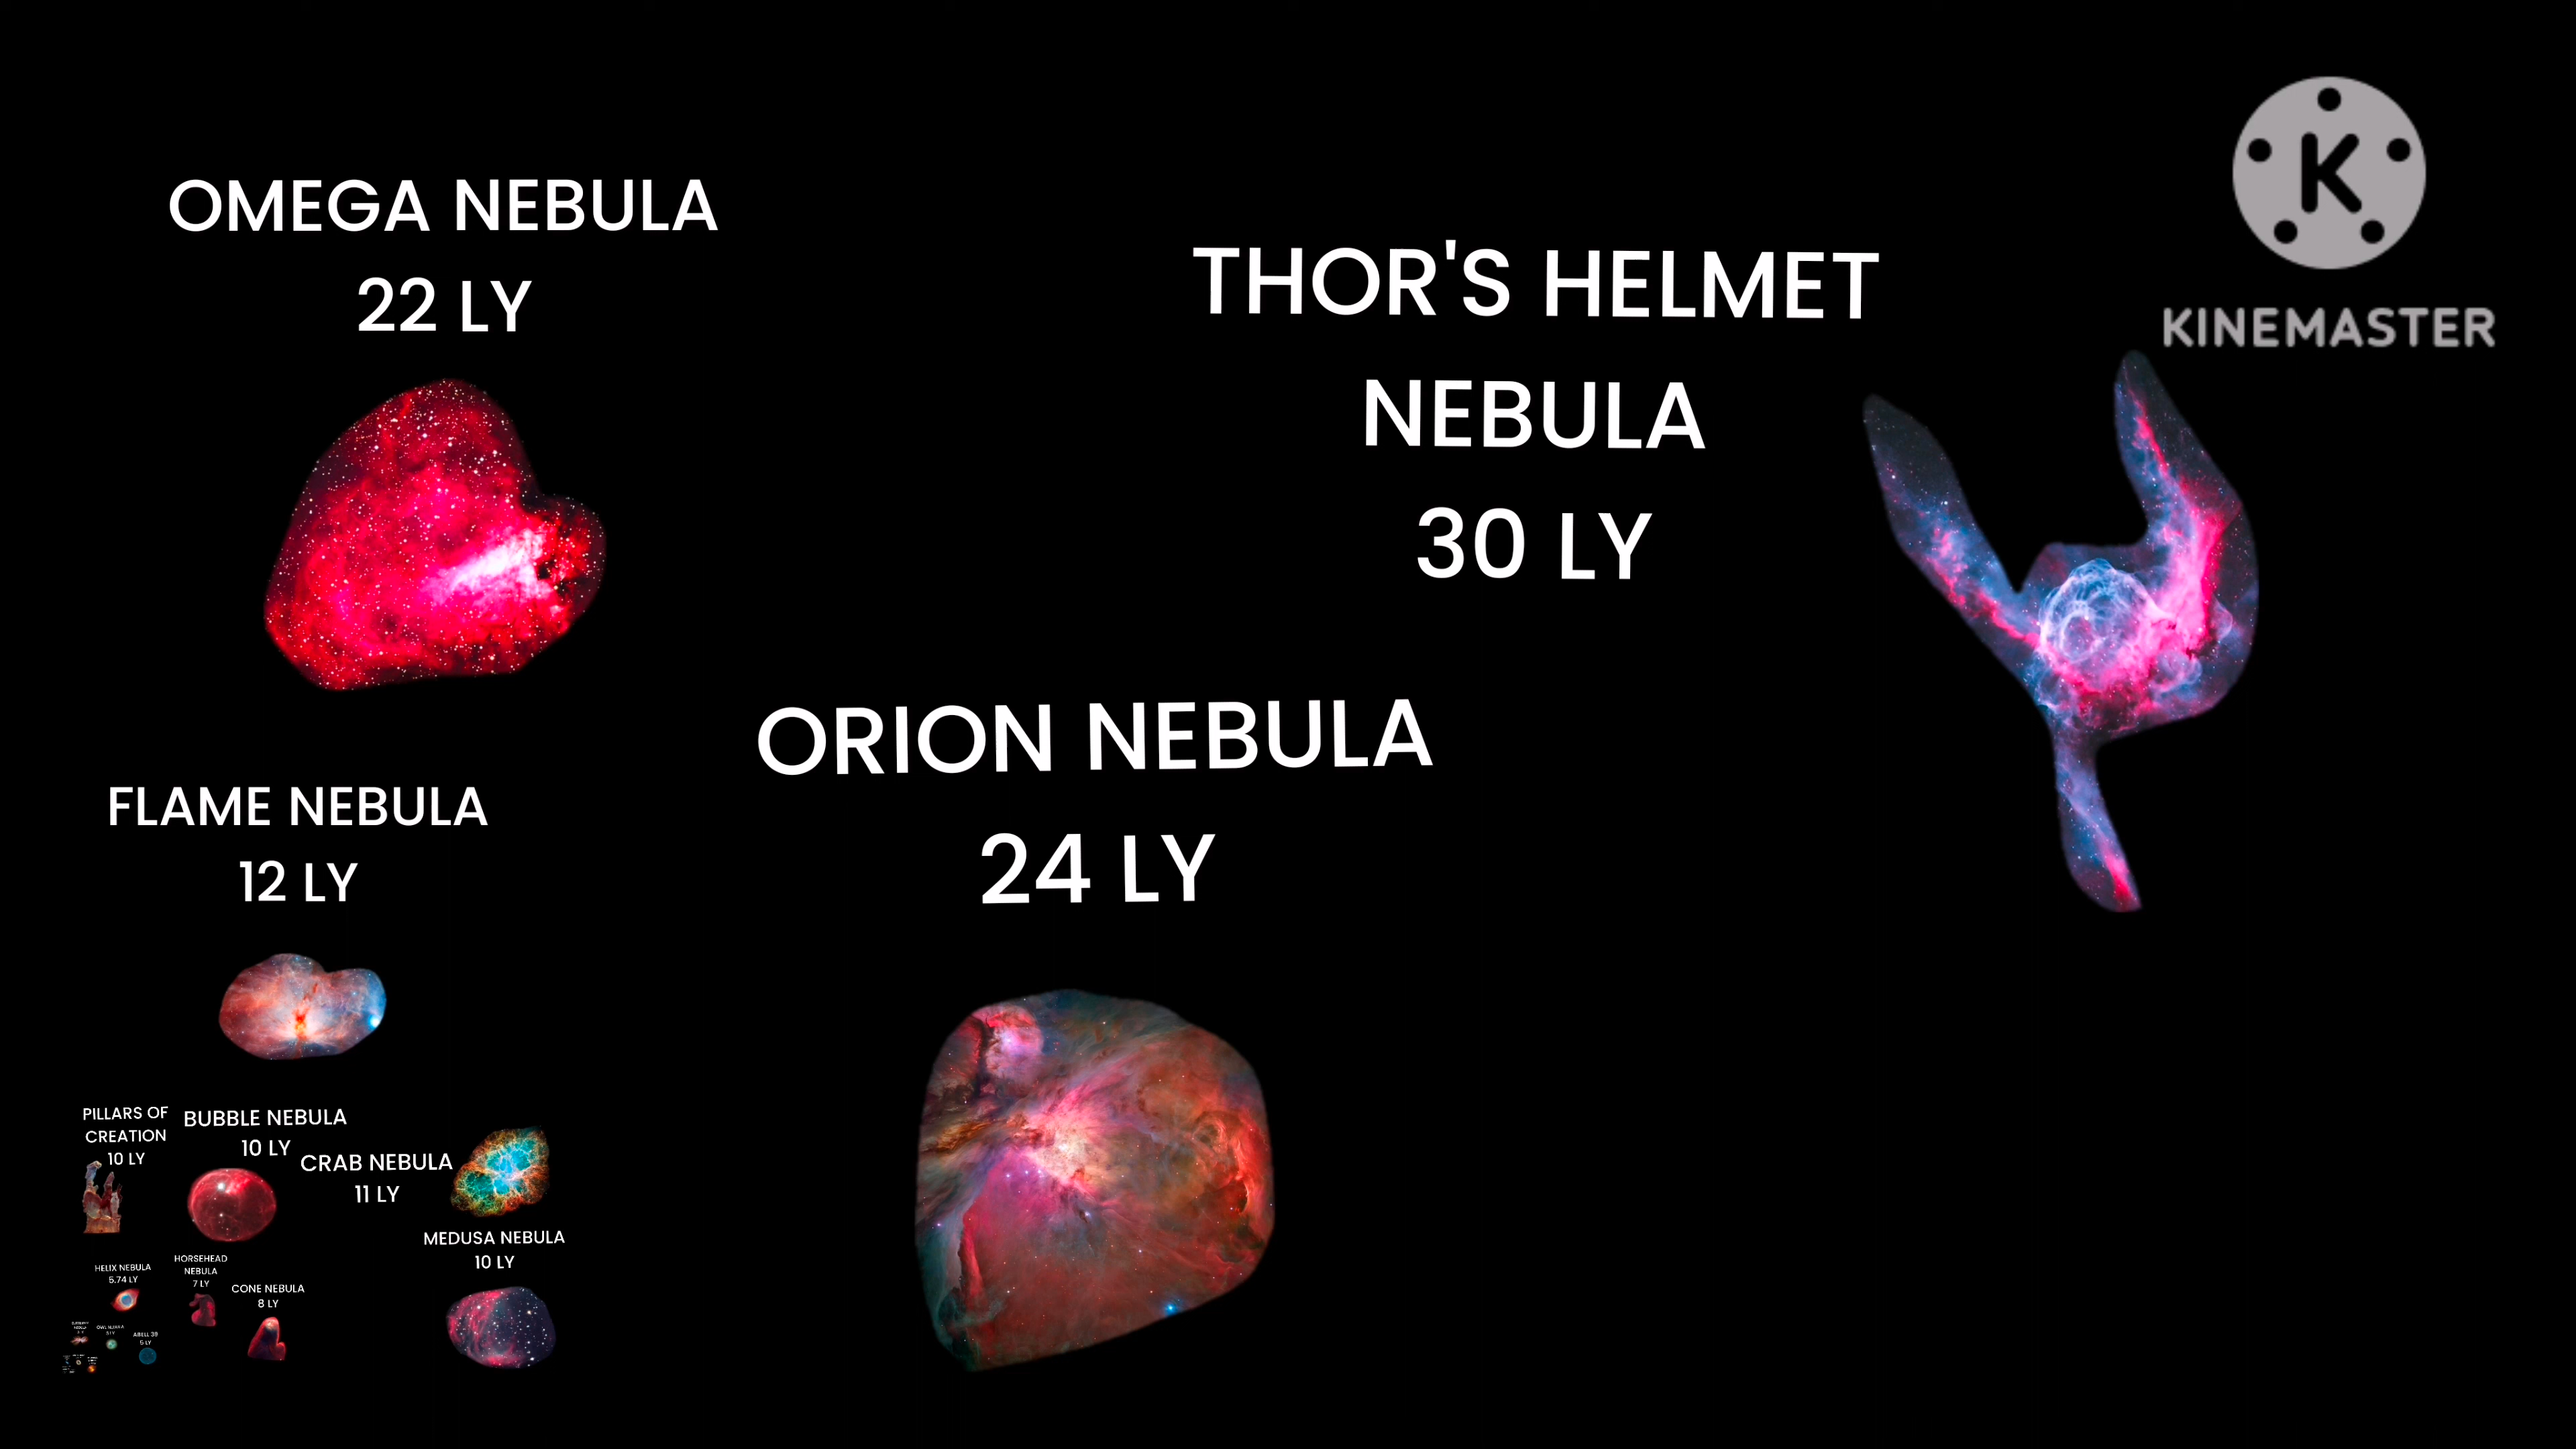 OMEGA NEBULA
22 LY
THOR'S HELMET
NEBULA
30 LY
K
KINEMASTER
ORION NEBULA
24 LY
FLAME NEBULA
12 LY
PILLARS OF
CREATION
10 LY
BUBBLE NEBULA
10 LY
CRAB NEBULA
11 LY
MEDUSA NEBULA
10 LY
HELIX NEBULA
5.74 LY
HORSEHEAD
NEBULA
7 LY
CONE NEBULA
8 LY
OWL NEBULA
ABELL 39
5 LY